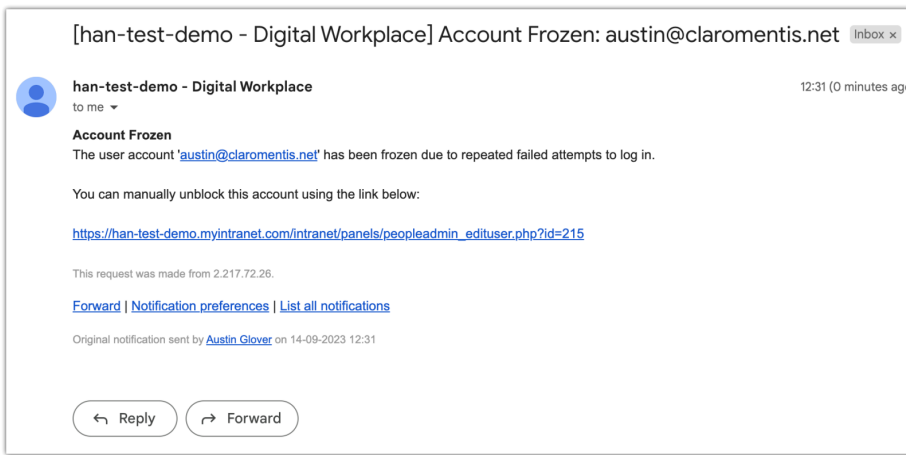 [han-test-demo - Digital Workplace] Account Frozen: austin@claromentis.net Inbox ×
han-test-demo - Digital Workplace 12:31 (0 minutes ag
to me
Account Frozen
The user account 'austin@claromentis.net' has been frozen due to repeated failed attempts to log in.
You can manually unblock this account using the link below:
https://han-test-demo.myintranet.com/intranet/panels/peopleadmin_edituser.php?id=215
This request was made from 2.217.72.26.
Forward | Notification preferences | List all notifications
Original notification sent by Austin Glover on 14-09-2023 12:31
Reply Forward